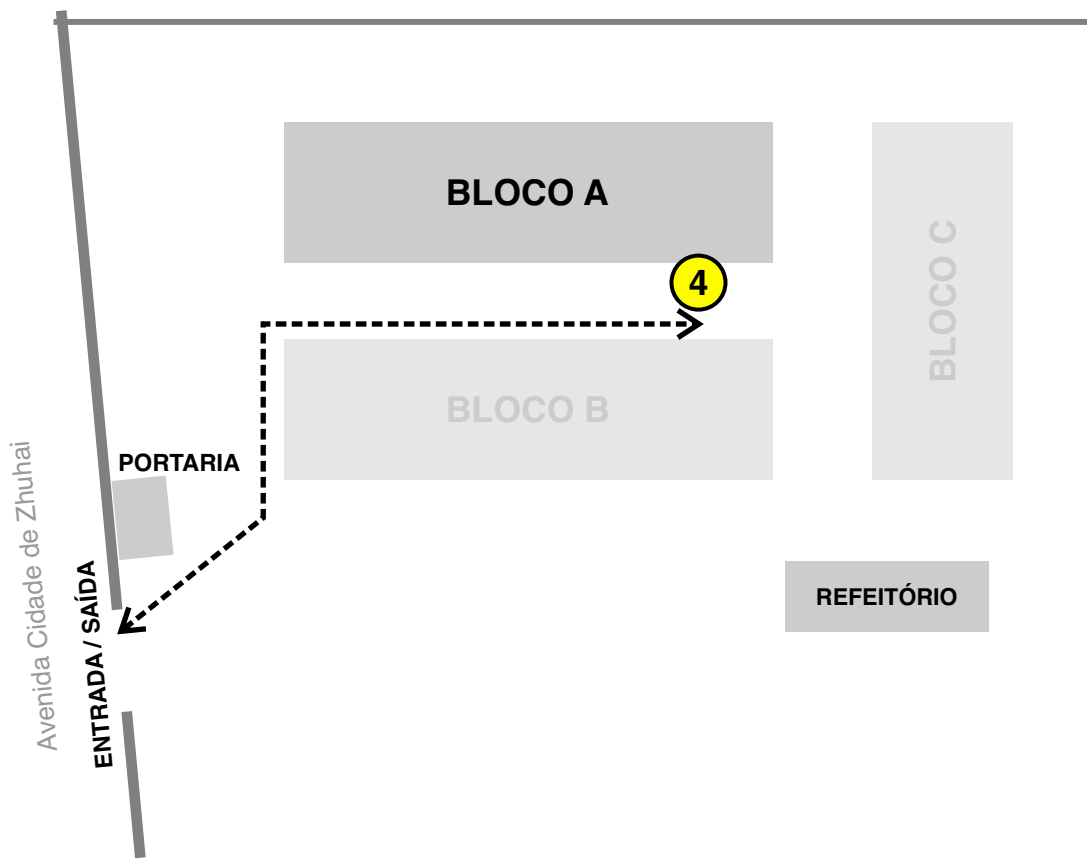 BLOCO A
BLOCO C
4
BLOCO B
PORTARIA
Avenida Cidade de Zhuhai
ENTRADA / SAÍDA
REFEITÓRIO